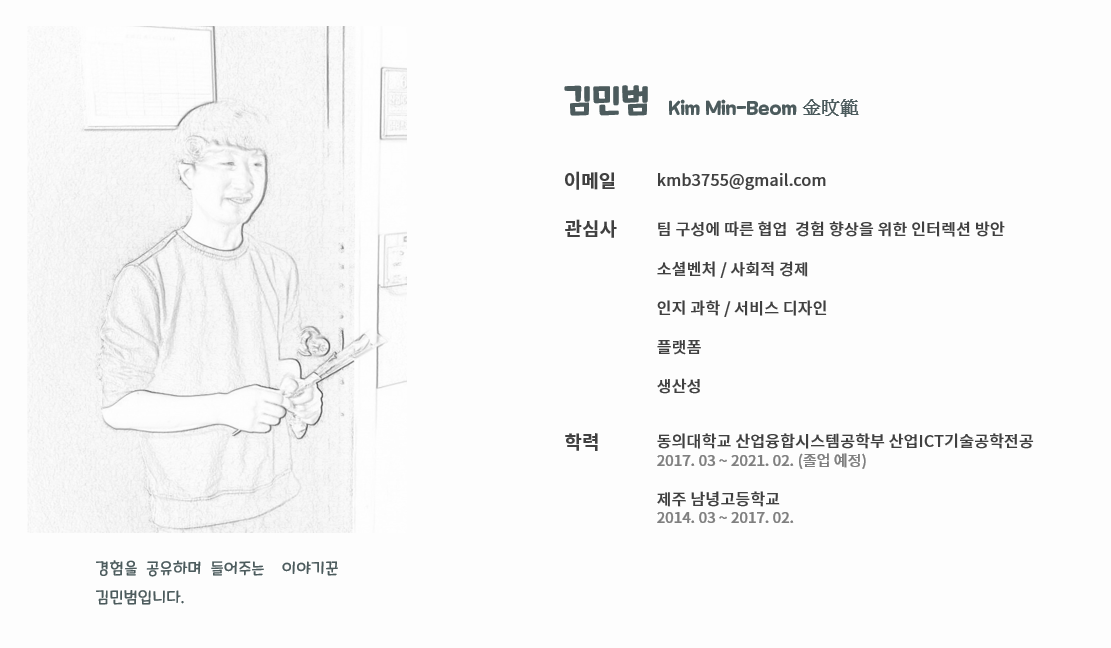 김민범 Kim Min-Beom 金旼範
이메일 kmb3755@gmail.com
관심사 팀 구성에 따른 협업 경험 향상을 위한 인터렉션 방안
소셜벤처 / 사회적 경제
인지 과학 / 서비스 디자인
플랫폼
생산성
학력 동의대학교 산업융합시스템공학부 산업ICT기술공학전공
2017. 03 ~ 2021. 02. (졸업 예정)
제주 남녕고등학교
2014. 03 ~ 2017. 02.
경험을 공유하며 들어주는 이야기꾼
김민범입니다.